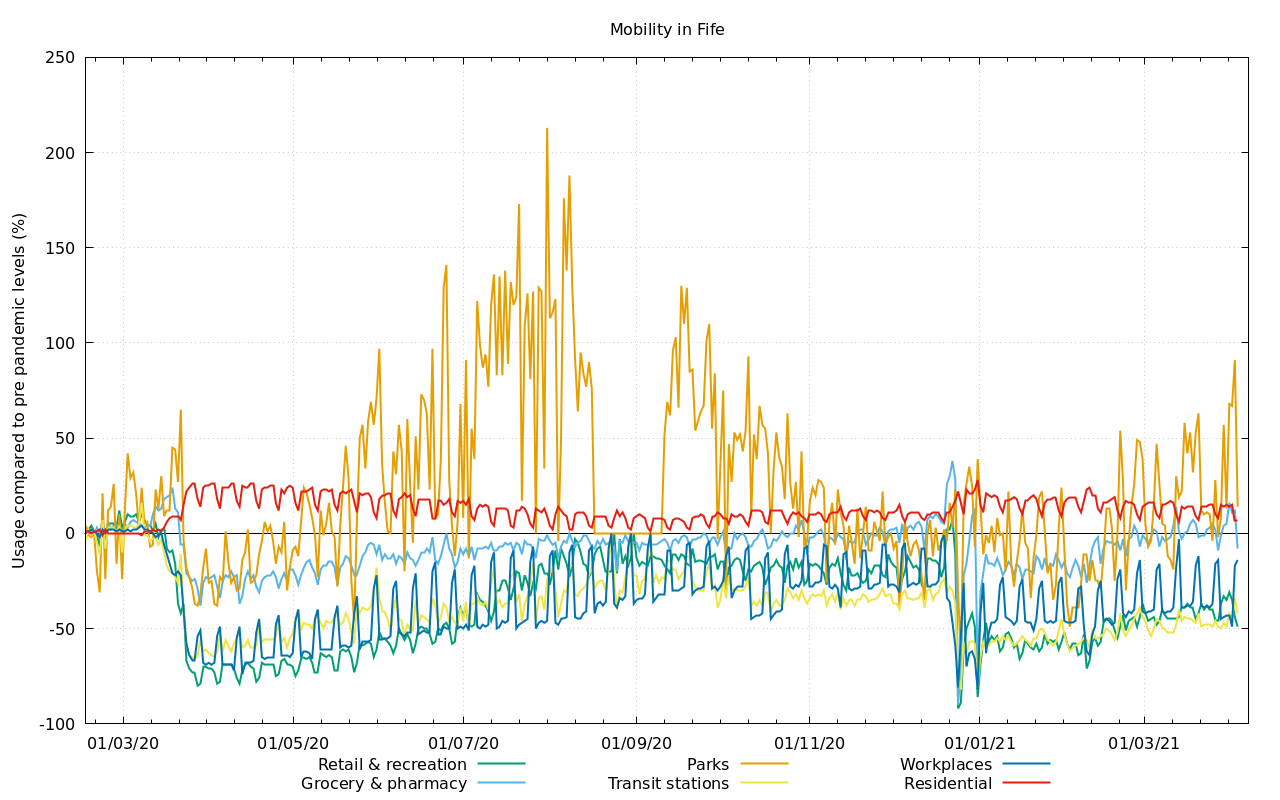 Mobility in Fife
Usage compared to pre pandemic levels (%)
250
200
150
100
50
0
-50
-100
01/03/20 01/05/20 01/07/20 01/09/20 01/11/20 01/01/21 01/03/21
Retail & recreation Parks Workplaces
Grocery & pharmacy Transit stations Residential